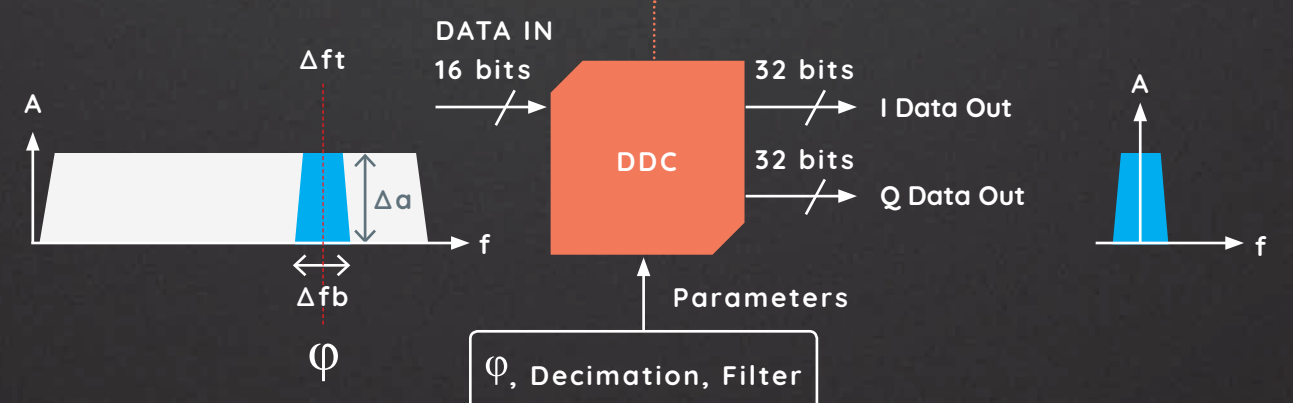 Δft
A
Δa
f
Δfb
φ
DATA IN
16 bits
DDC
32 bits
I Data Out
32 bits
Q Data Out
Parameters
φ, Decimation, Filter
A
f